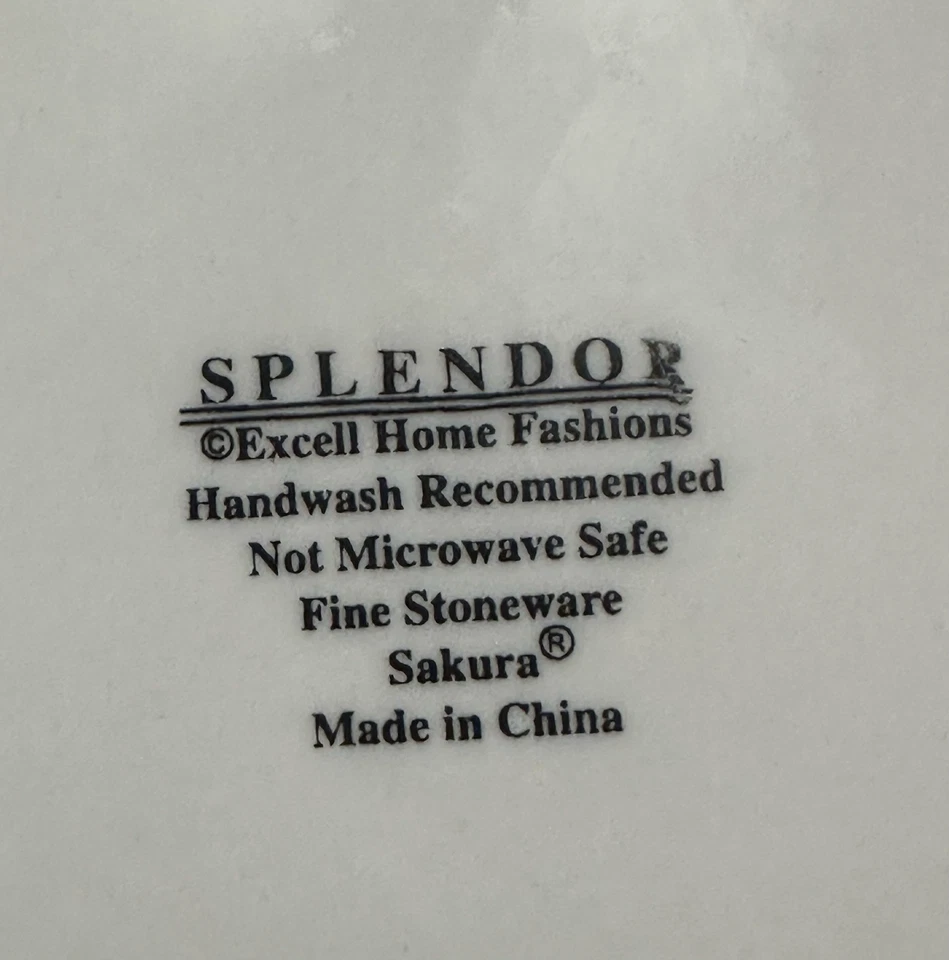 SPLENDOR
©Excell Home Fashions
Handwash Recommended
Not Microwave Safe
Fine Stoneware
Sakura®
Made in China